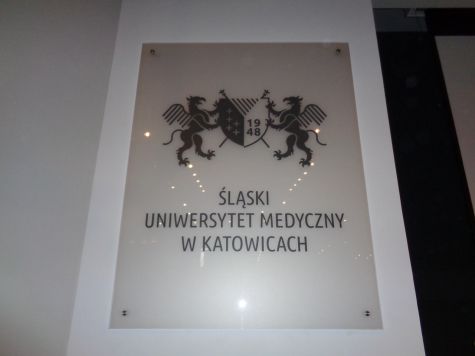 19
48
ŚLĄSKI
UNIWERSYTET MEDYCZNY
W KATOWICACH